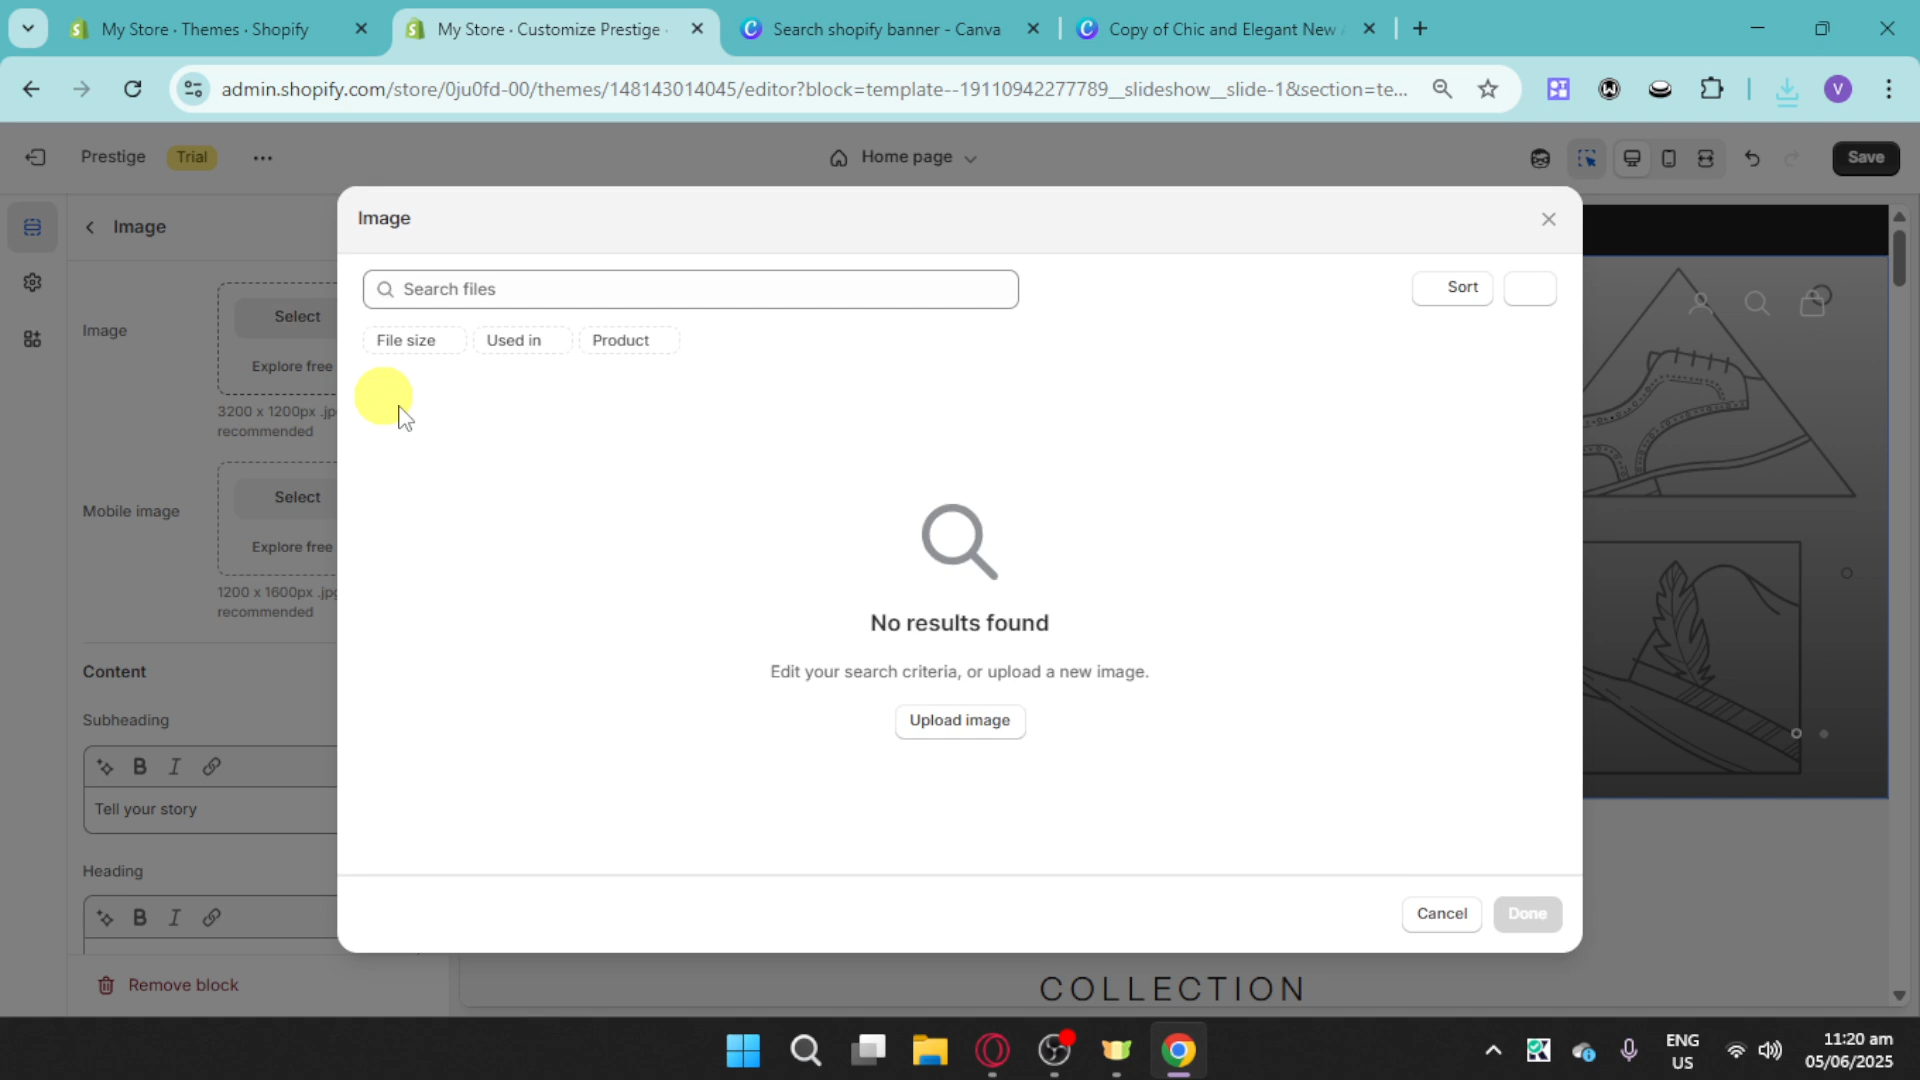 My Store · Themes · Shopify
My Store · Customize Prestige ·
Search shopify banner - Canva
Copy of Chic and Elegant New
admin.shopify.com/store/0ju0fd-00/themes/148143014045/editor?block=template--19110942277789__slideshow__slide-1&section=te...
V
Prestige
Trial
Home page
Save
Image
Image
Select
Explore free
3200 x 1200px .jp
recommended
Mobile image
Select
Explore free
1200 x 1600px .jp
recommended
Content
Subheading
B I
Tell your story
Heading
B I
Remove block
Image
Search files
Sort
File size
Used in
Product
No results found
Edit your search criteria, or upload a new image.
Upload image
Cancel
Done
COLLECTION
ENG
US
11:20 am
05/06/2025